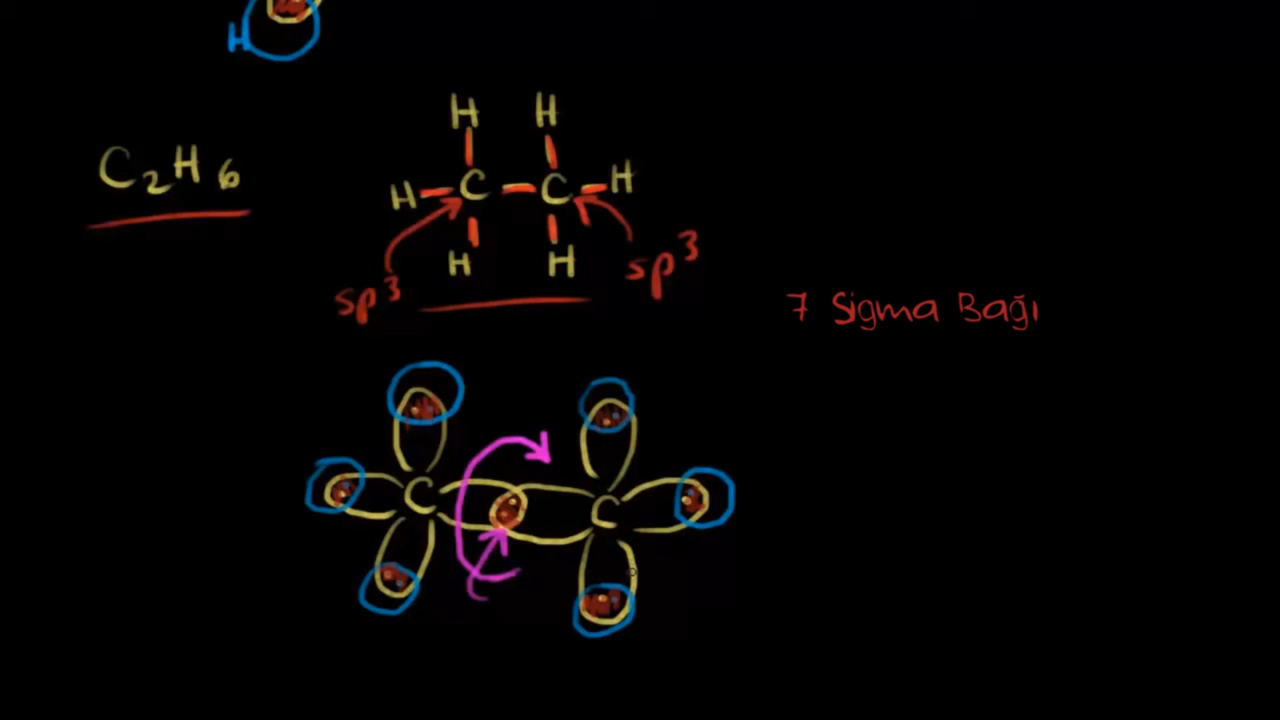 H
H H
C2H6
H C C H
H H
sp3 sp3
7 Sigma Bağı
C C